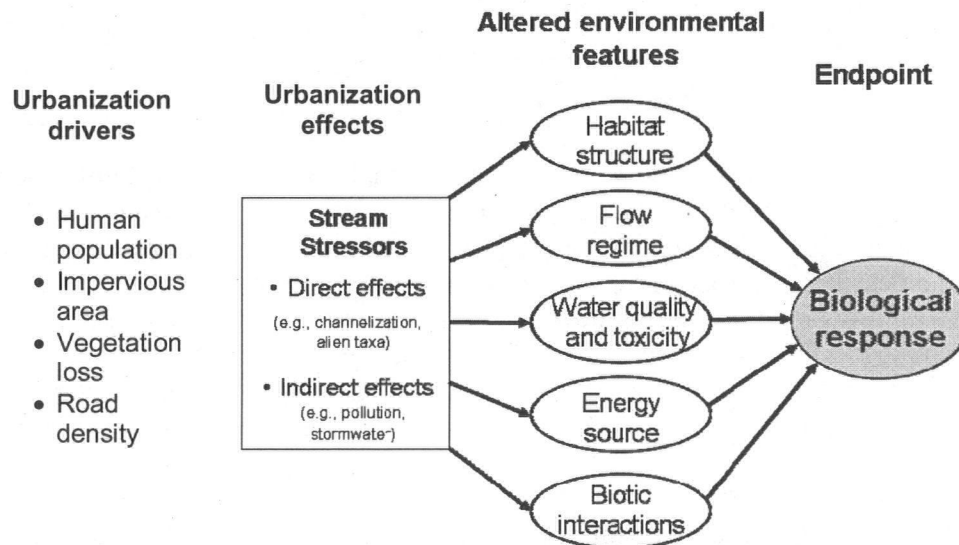 Urbanization
drivers
• Human
population
• Impervious
area
• Vegetation
loss
• Road
density
Urbanization
effects
Stream
Stressors
• Direct effects
(e.g., channelization,
alien taxa)
• Indirect effects
(e.g., pollution,
stormwater)
Altered environmental
features
Habitat
structure
Flow
regime
Water quality
and toxicity
Energy
source
Biotic
interactions
Endpoint
Biological
response